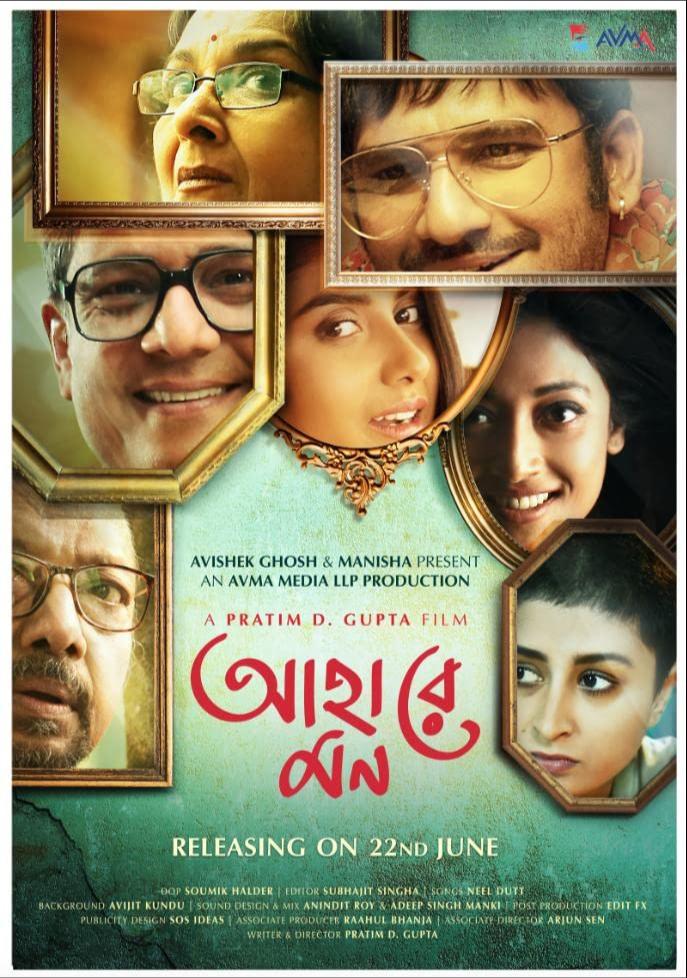 AVMA
AVISHEK GHOSH & MANISHA PRESENT
AN AVMA MEDIA LLP PRODUCTION
A PRATIM D. GUPTA FILM
আহা রে
মন
RELEASING ON 22ND JUNE
DOP SOUMIK HALDER | EDITOR SUBHAJIT SINGHA | SONGS NEEL DUTT
BACKGROUND AVIJIT KUNDU | SOUND DESIGN & MIX ANINDIT ROY & ADEEP SINGH MANKI | POST PRODUCTION EDIT FX
PUBLICITY DESIGN SOS IDEAS | ASSOCIATE PRODUCER RAAHUL BHANJA | ASSOCIATE DIRECTOR ARJUN SEN
WRITER & DIRECTOR PRATIM D. GUPTA